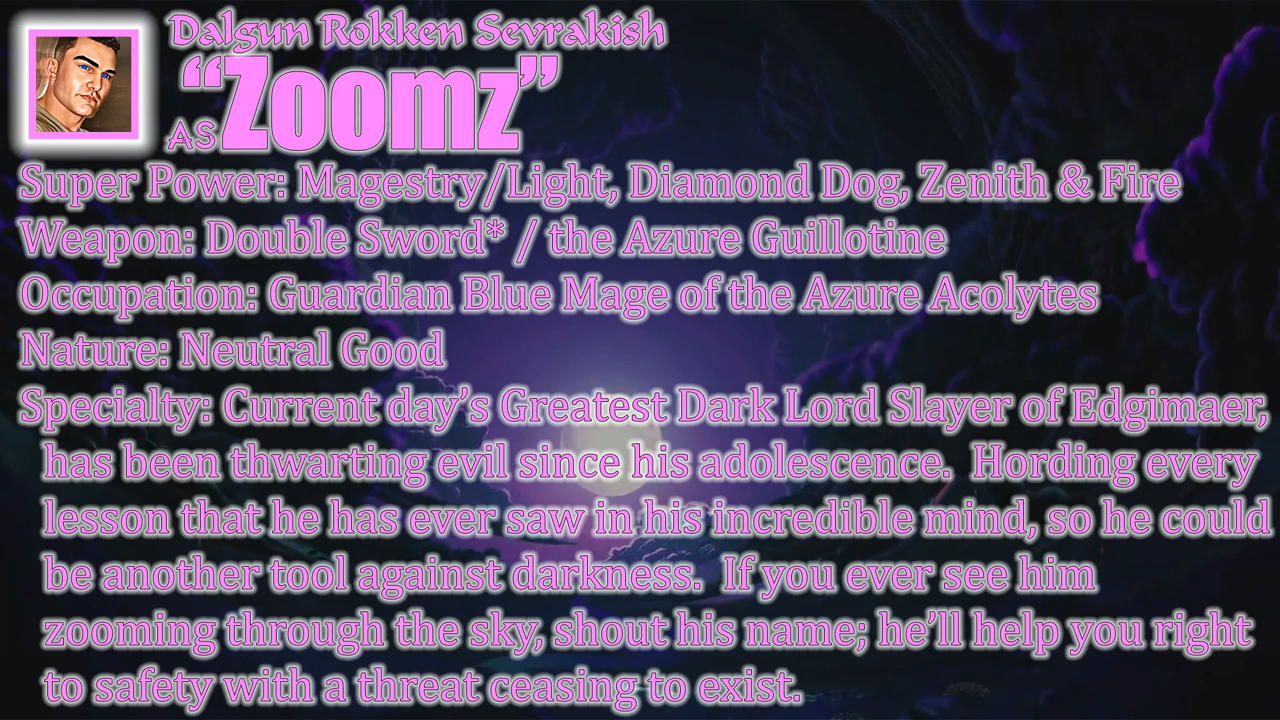 Dalgun Rokken Sevrakish
AS “Zoomz”
Super Power: Magestry/Light, Diamond Dog, Zenith & Fire
Weapon: Double Sword* / the Azure Guillotine
Occupation: Guardian Blue Mage of the Azure Acolytes
Nature: Neutral Good
Specialty: Current day’s Greatest Dark Lord Slayer of Edgimaer,
has been thwarting evil since his adolescence. Hording every
lesson that he has ever saw in his incredible mind, so he could
be another tool against darkness. If you ever see him
zooming through the sky, shout his name; he’ll help you right
to safety with a threat ceasing to exist.